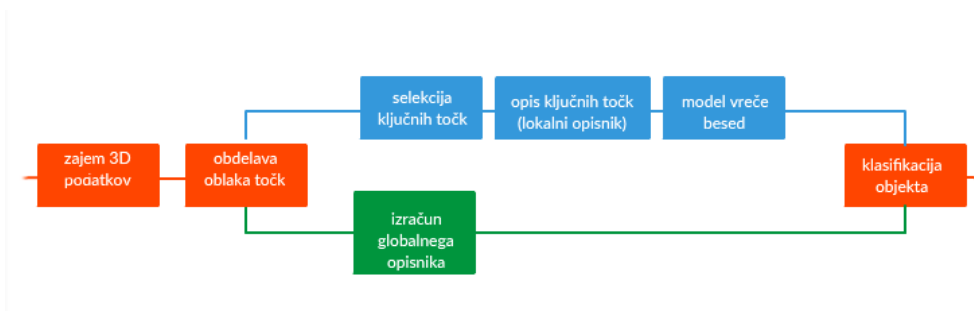 zajem 3D
podatkov
obdelava
oblaka točk
selekcija
ključnih točk
opis ključnih točk
(lokalni opisnik)
model vreče
besed
izračun
globalnega
opisnika
klasifikacija
objekta